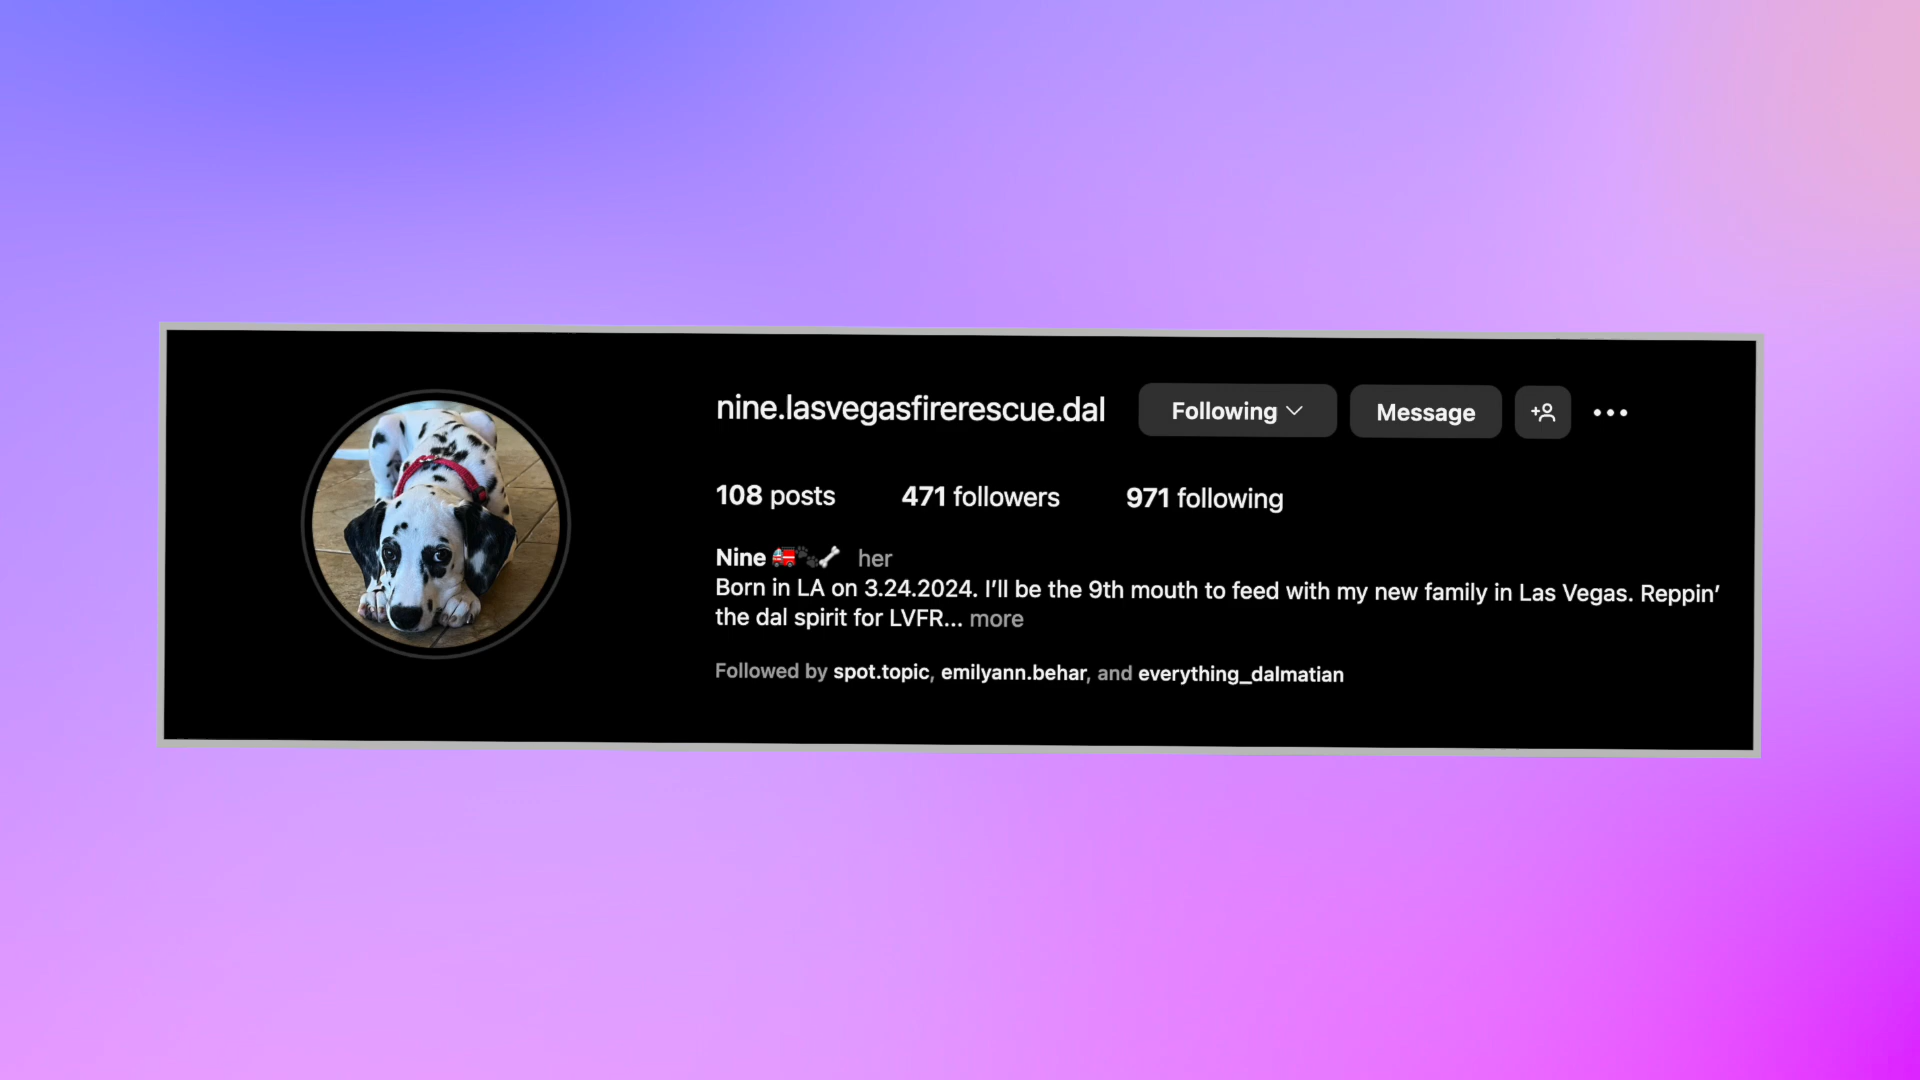 nine.lasvegasfirerescue.dal Following Message
108 posts 471 followers 971 following
Nine 🚒🐾🦴 her
Born in LA on 3.24.2024. I’ll be the 9th mouth to feed with my new family in Las Vegas. Reppin’
the dal spirit for LVFR... more
Followed by spot.topic, emilyann.behar, and everything_dalmatian